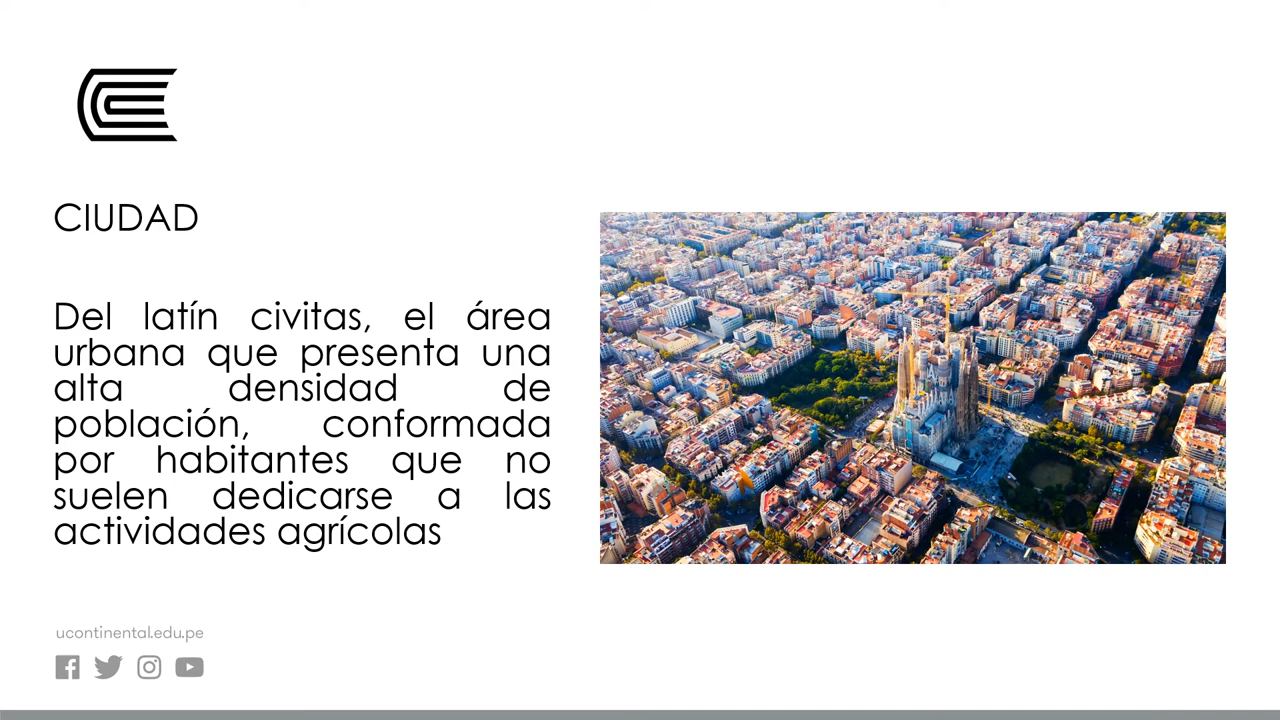 CIUDAD
Del latín civitas, el área
urbana que presenta una
alta densidad de
población, conformada
por habitantes que no
suelen dedicarse a las
actividades agrícolas
ucontinental.edu.pe